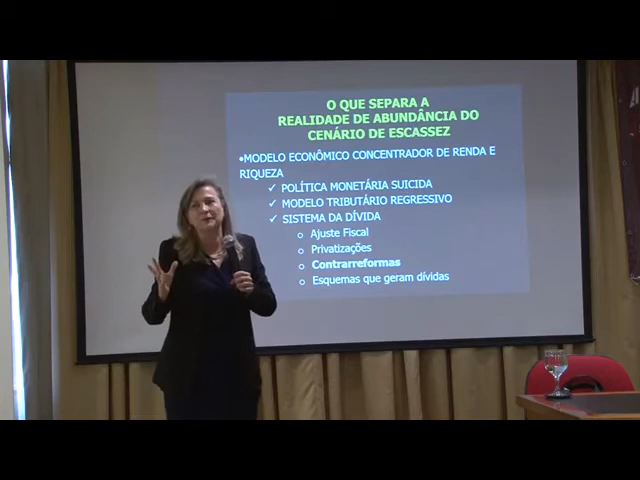 O QUE SEPARA A
REALIDADE DE ABUNDÂNCIA DO
CENÁRIO DE ESCASSEZ
•MODELO ECONÔMICO CONCENTRADOR DE RENDA E
RIQUEZA
✓ POLÍTICA MONETÁRIA SUICIDA
✓ MODELO TRIBUTÁRIO REGRESSIVO
✓ SISTEMA DA DÍVIDA
o Ajuste Fiscal
o Privatizações
o Contrarreformas
o Esquemas que geram dívidas